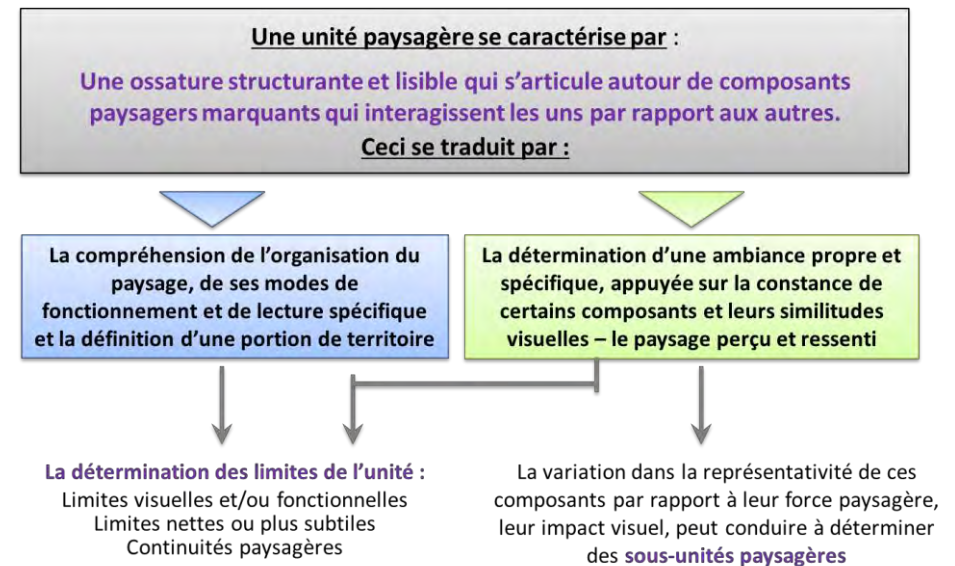 Une unité paysagère se caractérise par :
Une ossature structurante et lisible qui s’articule autour de composants
paysagers marquants qui interagissent les uns par rapport aux autres.
Ceci se traduit par :
La compréhension de l’organisation du
paysage, de ses modes de
fonctionnement et de lecture spécifique
et la définition d’une portion de territoire
La détermination d’une ambiance propre et
spécifique, appuyée sur la constance de
certains composants et leurs similitudes
visuelles – le paysage perçu et ressenti
La détermination des limites de l’unité :
Limites visuelles et/ou fonctionnelles
Limites nettes ou plus subtiles
Continuités paysagères
La variation dans la représentativité de ces
composants par rapport à leur force paysagère,
leur impact visuel, peut conduire à déterminer
des sous-unités paysagères